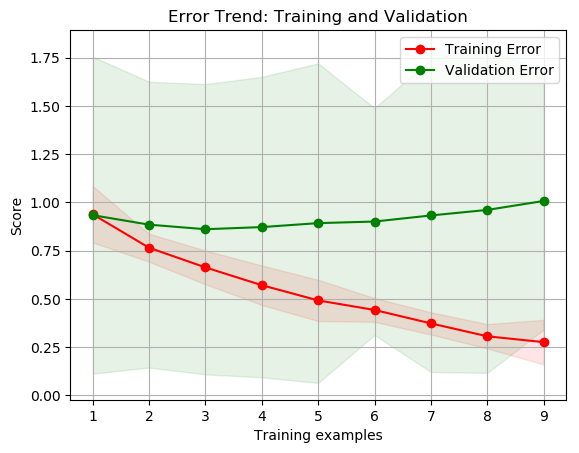 Error Trend: Training and Validation
Training Error
Validation Error
Score
1.75
1.50
1.25
1.00
0.75
0.50
0.25
0.00
1 2 3 4 5 6 7 8 9
Training examples